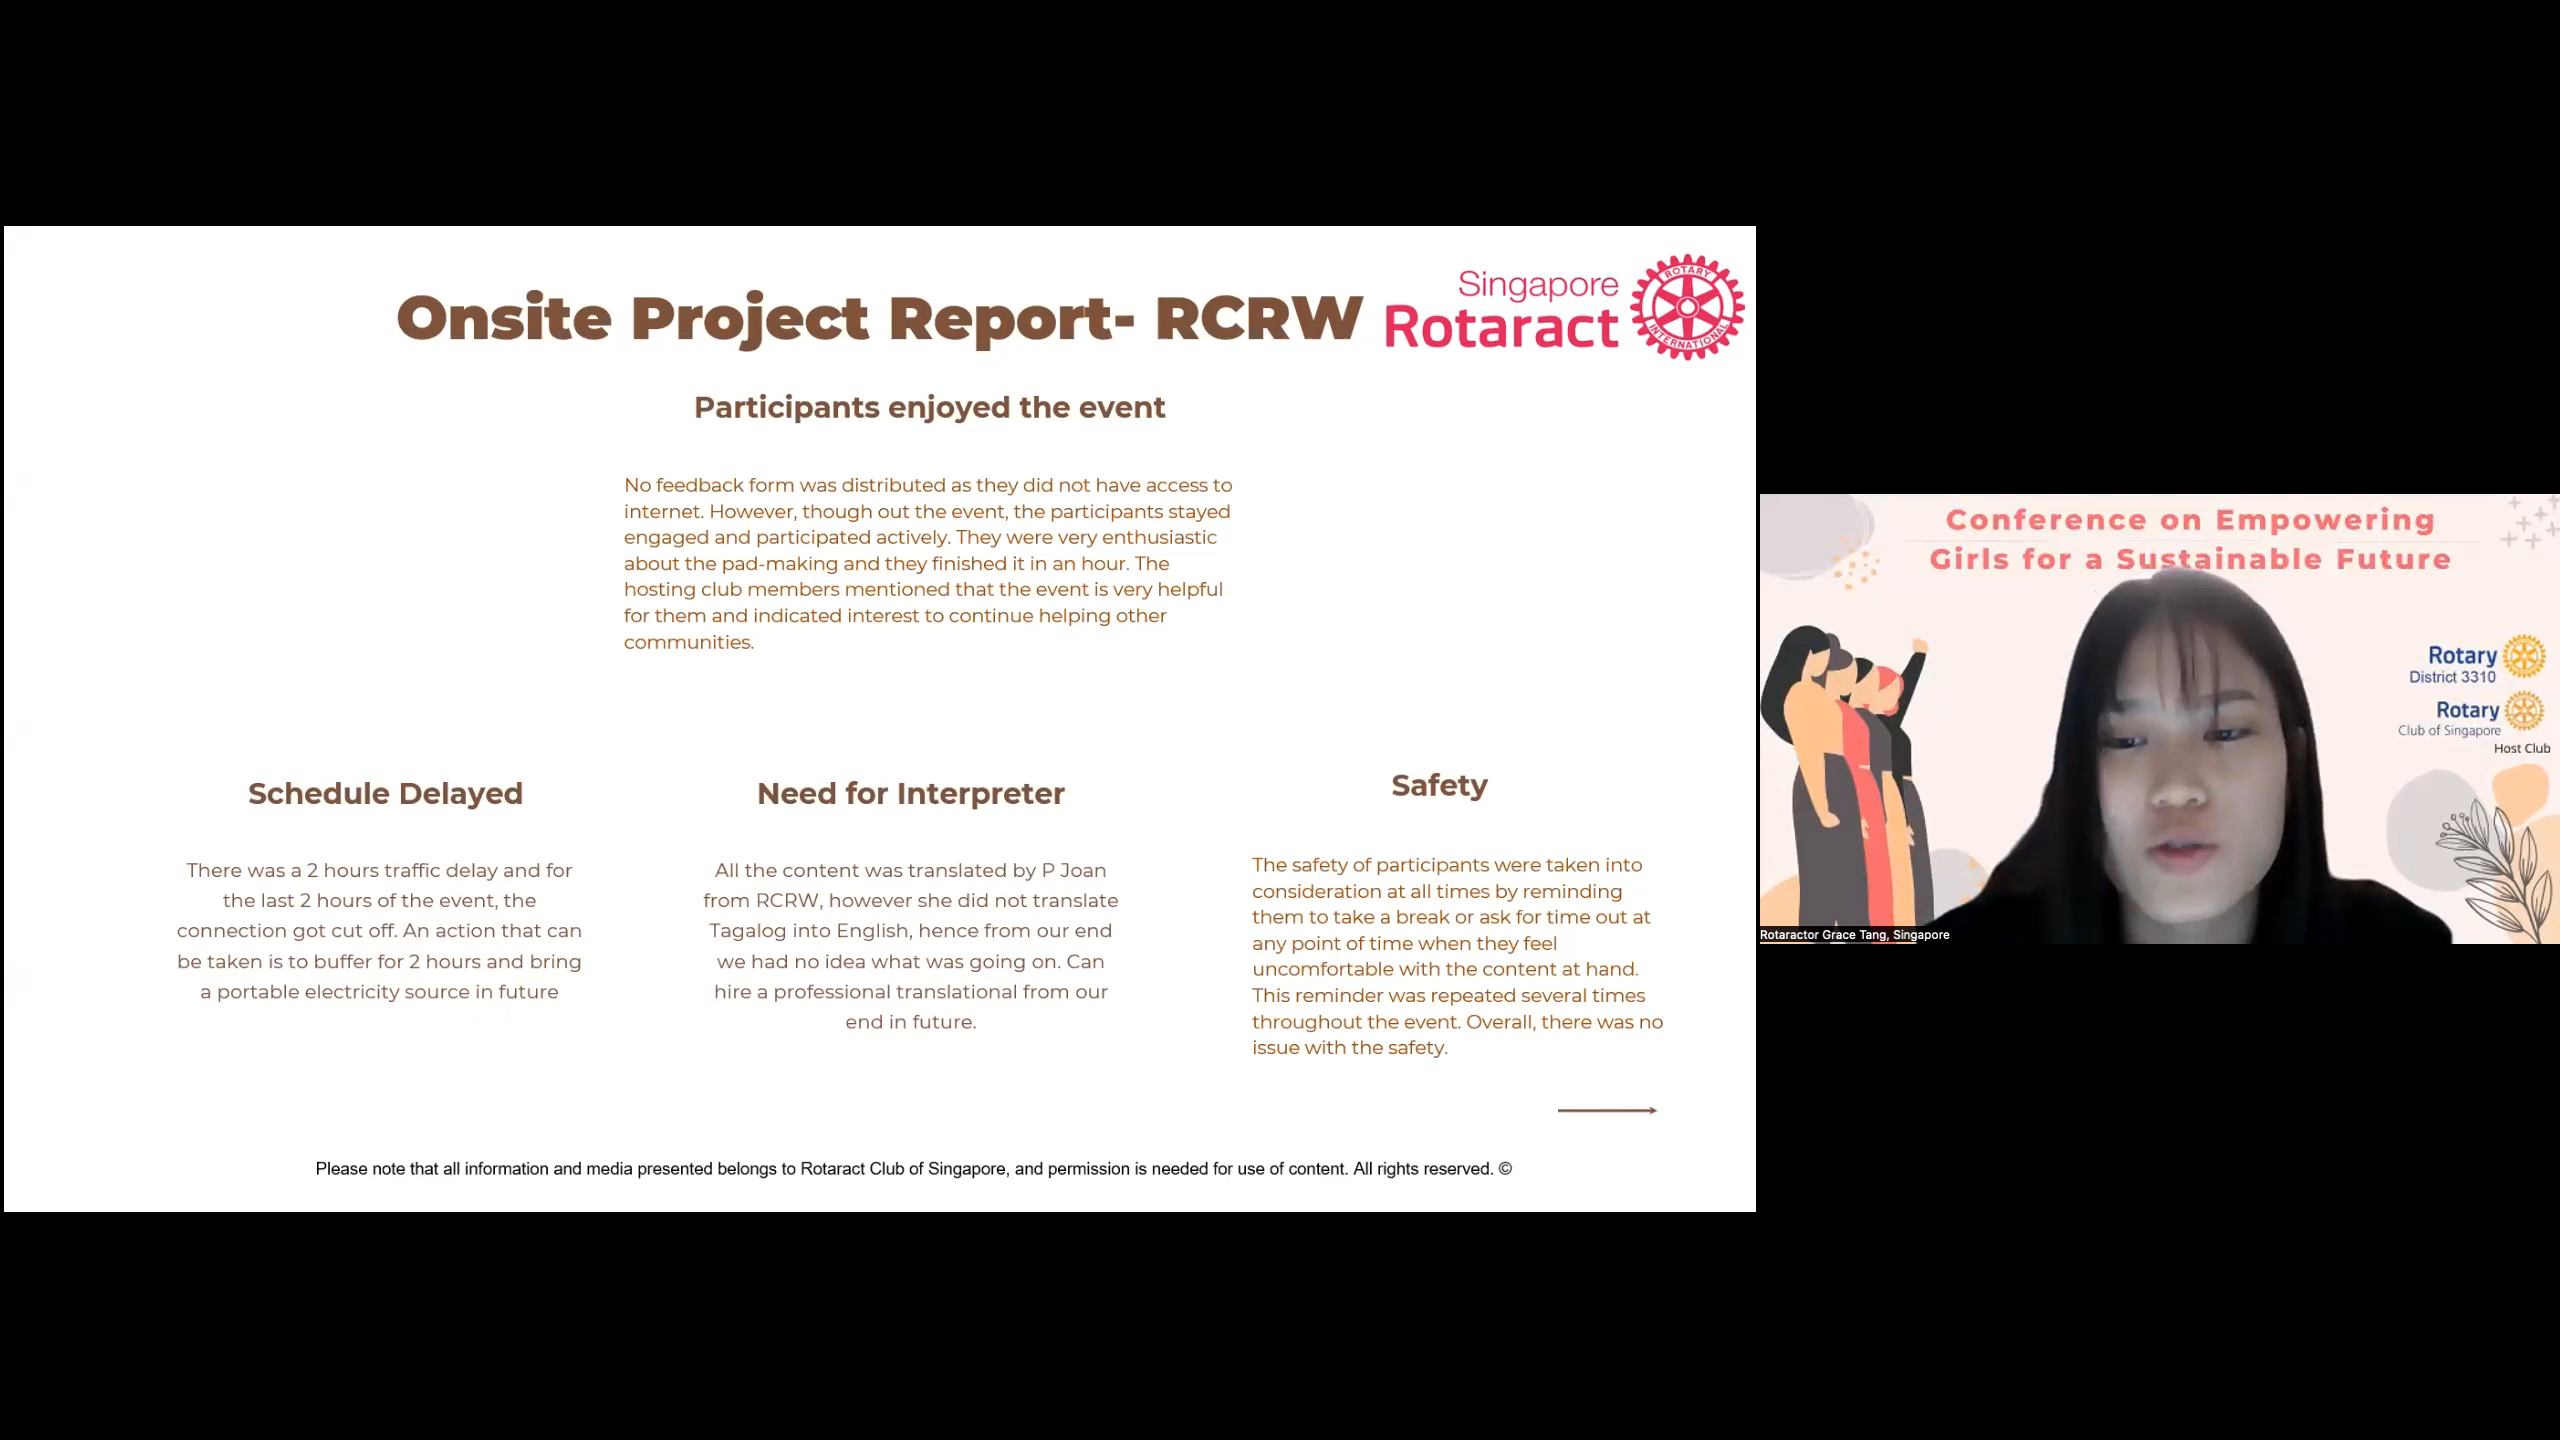 Onsite Project Report- RCRW
Singapore
Rotaract
ROTARY
INTERNATIONAL
Participants enjoyed the event
No feedback form was distributed as they did not have access to
internet. However, though out the event, the participants stayed
engaged and participated actively. They were very enthusiastic
about the pad-making and they finished it in an hour. The
hosting club members mentioned that the event is very helpful
for them and indicated interest to continue helping other
communities.
Schedule Delayed
There was a 2 hours traffic delay and for
the last 2 hours of the event, the
connection got cut off. An action that can
be taken is to buffer for 2 hours and bring
a portable electricity source in future
Need for Interpreter
All the content was translated by P Joan
from RCRW, however she did not translate
Tagalog into English, hence from our end
we had no idea what was going on. Can
hire a professional translational from our
end in future.
Safety
The safety of participants were taken into
consideration at all times by reminding
them to take a break or ask for time out at
any point of time when they feel
uncomfortable with the content at hand.
This reminder was repeated several times
throughout the event. Overall, there was no
issue with the safety.
Please note that all information and media presented belongs to Rotaract Club of Singapore, and permission is needed for use of content. All rights reserved. ©
Conference on Empowering
Girls for a Sustainable Future
Rotary
District 3310
Rotary
Club of Singapore
Host Club
Rotaractor Grace Tang, Singapore